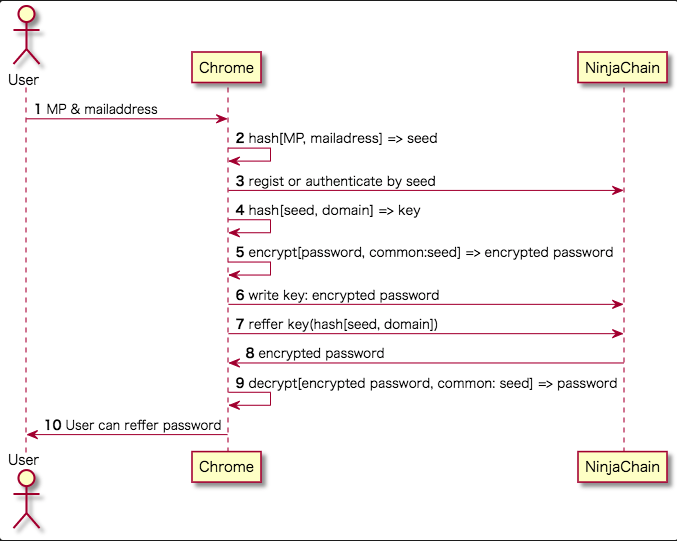 User
Chrome
NinjaChain
1 MP & mailaddress
2 hash[MP, mailadress] => seed
3 regist or authenticate by seed
4 hash[seed, domain] => key
5 encrypt[password, common:seed] => encrypted password
6 write key: encrypted password
7 reffer key(hash[seed, domain])
8 encrypted password
9 decrypt[encrypted password, common: seed] => password
10 User can reffer password
User
Chrome
NinjaChain